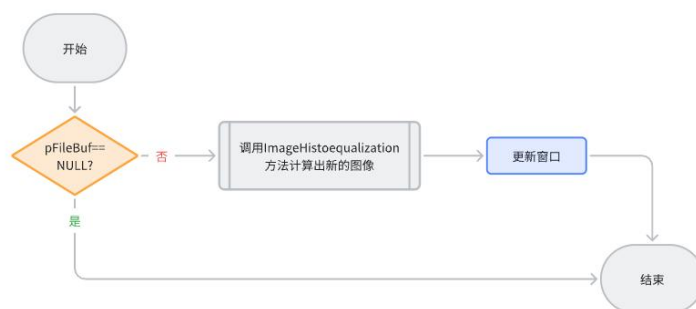 开始
pFileBuf==
NULL?
否
调用ImageHistoequalization
方法计算出新的图像
更新窗口
是
结束